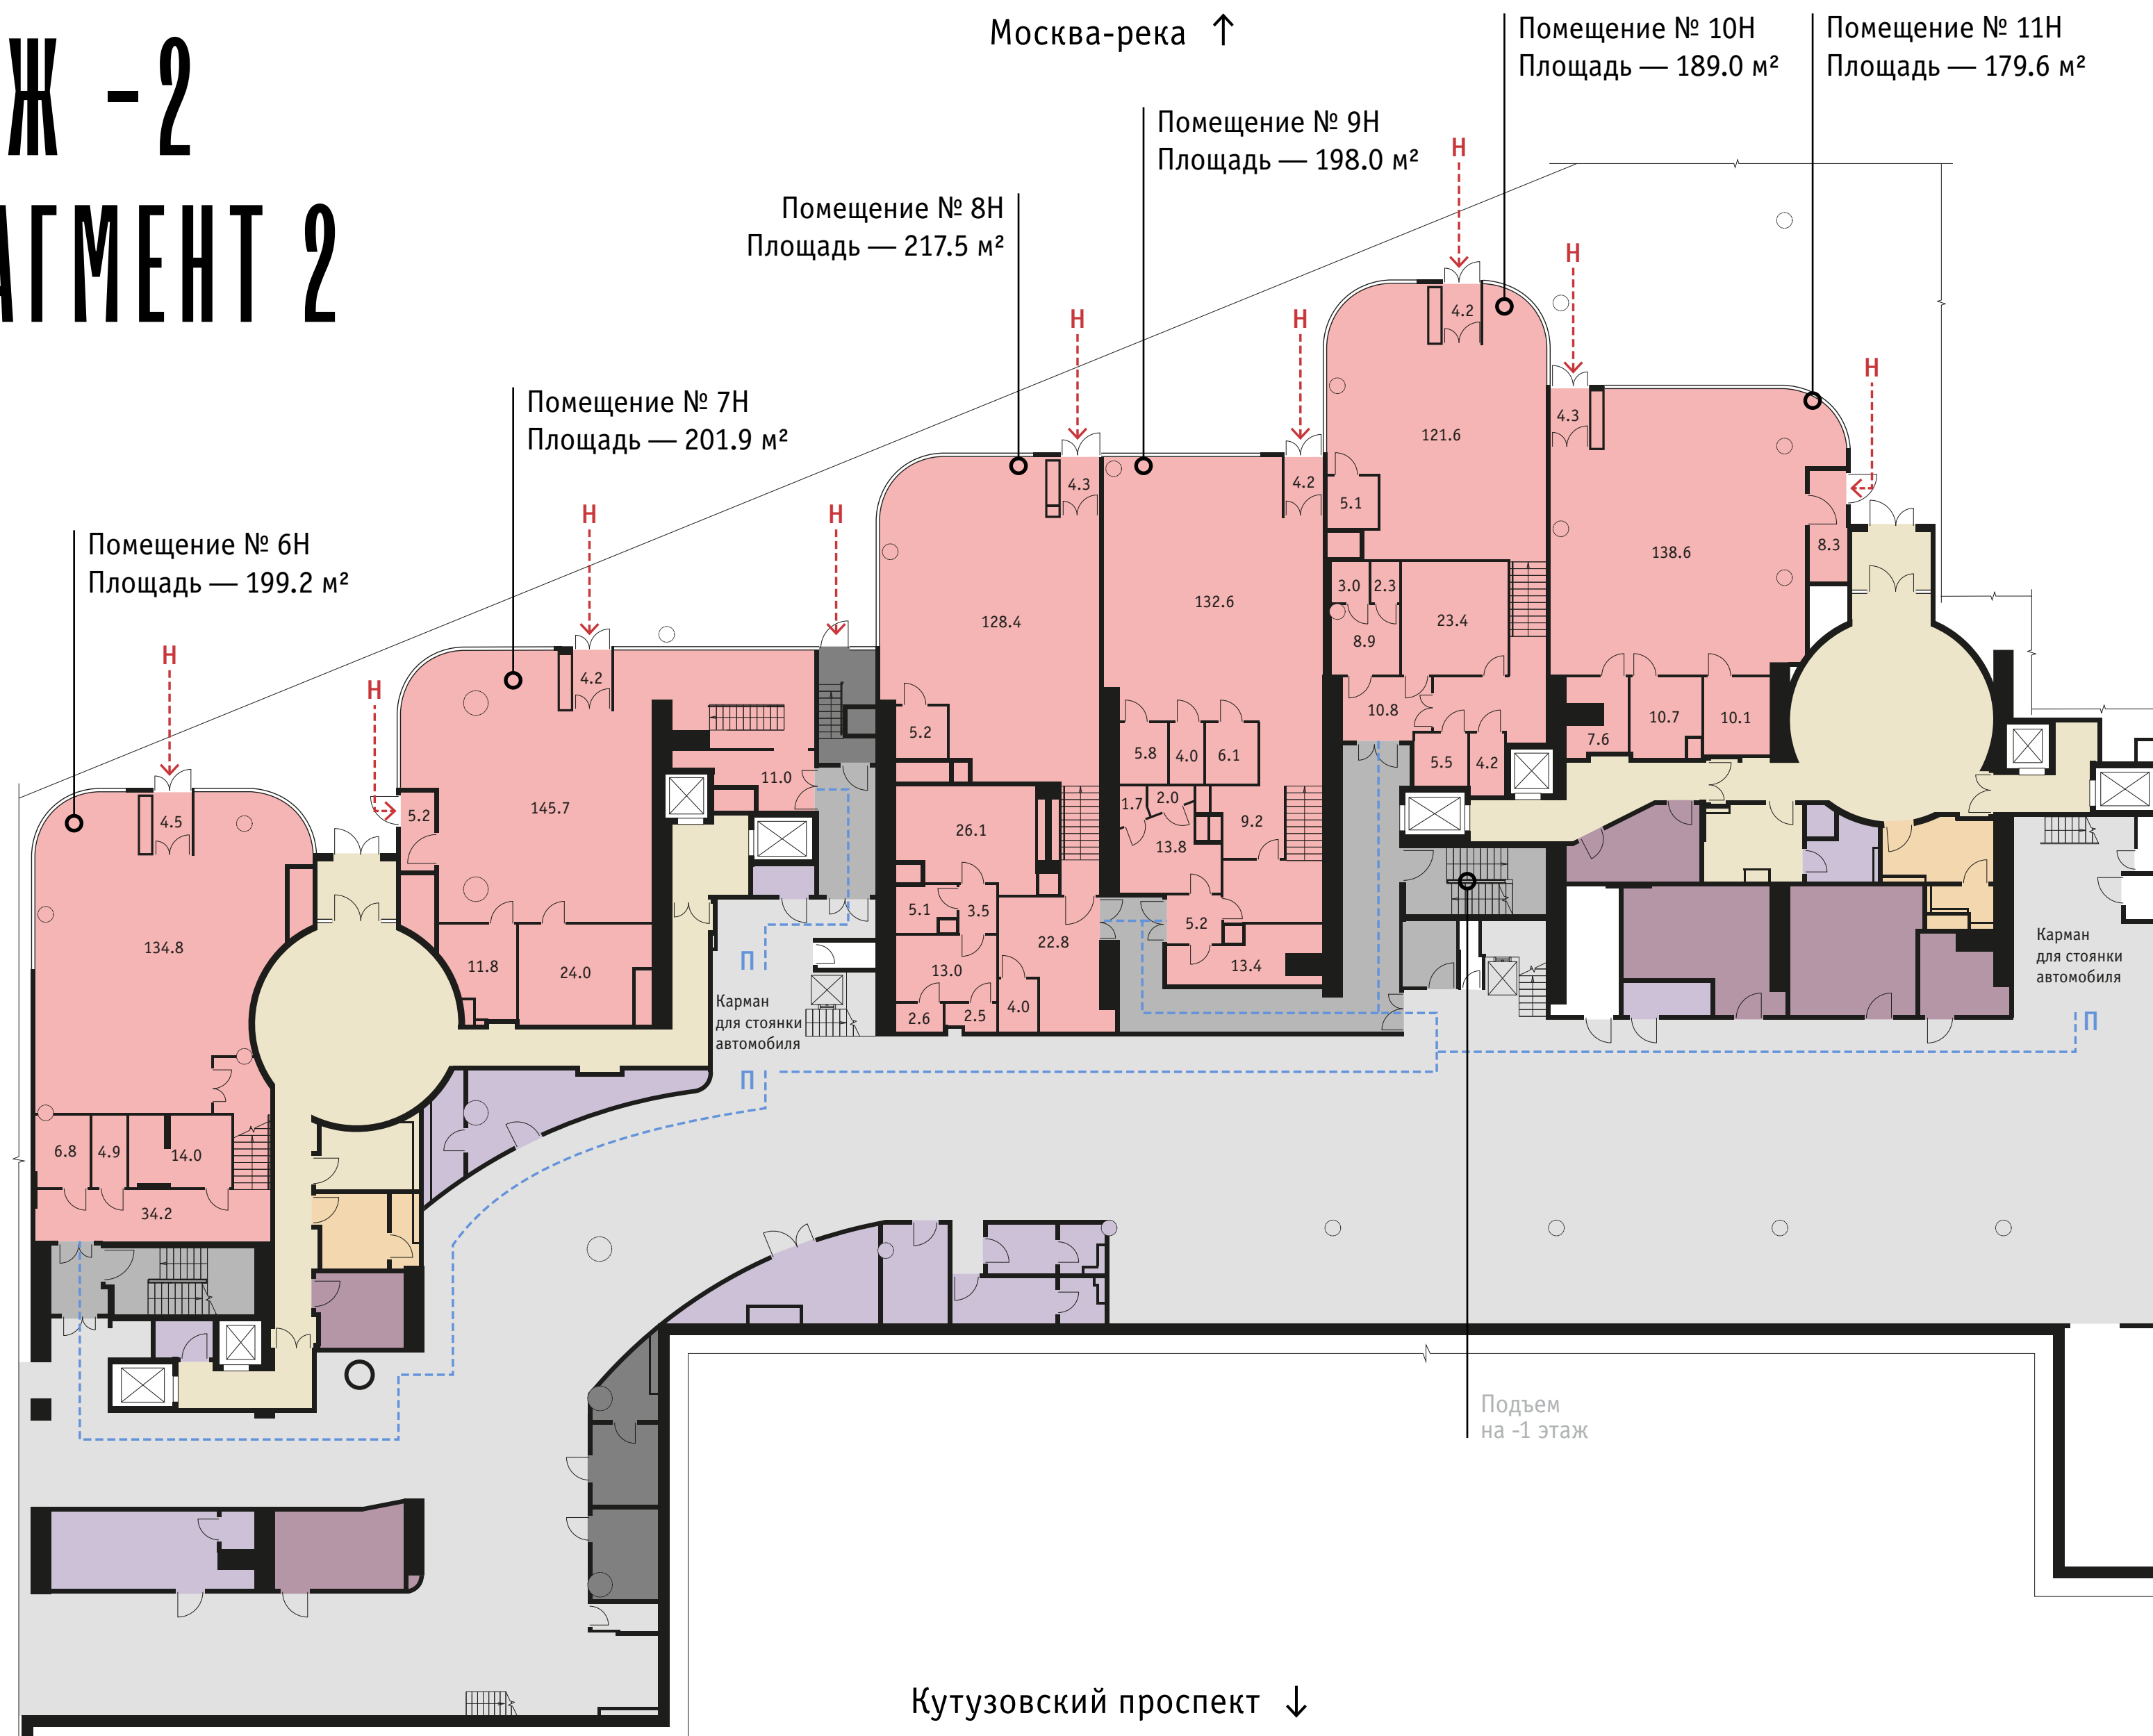 Ж -2
АГМЕНТ 2
Москва-река ↑
Помещение № 10Н
Площадь — 189.0 м²
Помещение № 11Н
Площадь — 179.6 м²
Помещение № 9Н
Площадь — 198.0 м²
Помещение № 8Н
Площадь — 217.5 м²
Помещение № 7Н
Площадь — 201.9 м²
Помещение № 6Н
Площадь — 199.2 м²
Н
Н
Н
Н
Н
Н
Н
Н
Н
Н
4.5
134.8
6.8
4.9
14.0
34.2
5.2
4.2
145.7
11.0
11.8
24.0
4.3
128.4
5.2
26.1
5.1
3.5
22.8
13.0
2.6
2.5
4.0
4.2
132.6
5.8
4.0
6.1
1.7
2.0
9.2
13.8
5.2
13.4
4.2
121.6
5.1
3.0
2.3
8.9
23.4
10.8
5.5
4.2
4.3
138.6
8.3
7.6
10.7
10.1
П
Карман
для стоянки
автомобиля
П
Карман
для стоянки
автомобиля
П
Подъем
на -1 этаж
Кутузовский проспект ↓